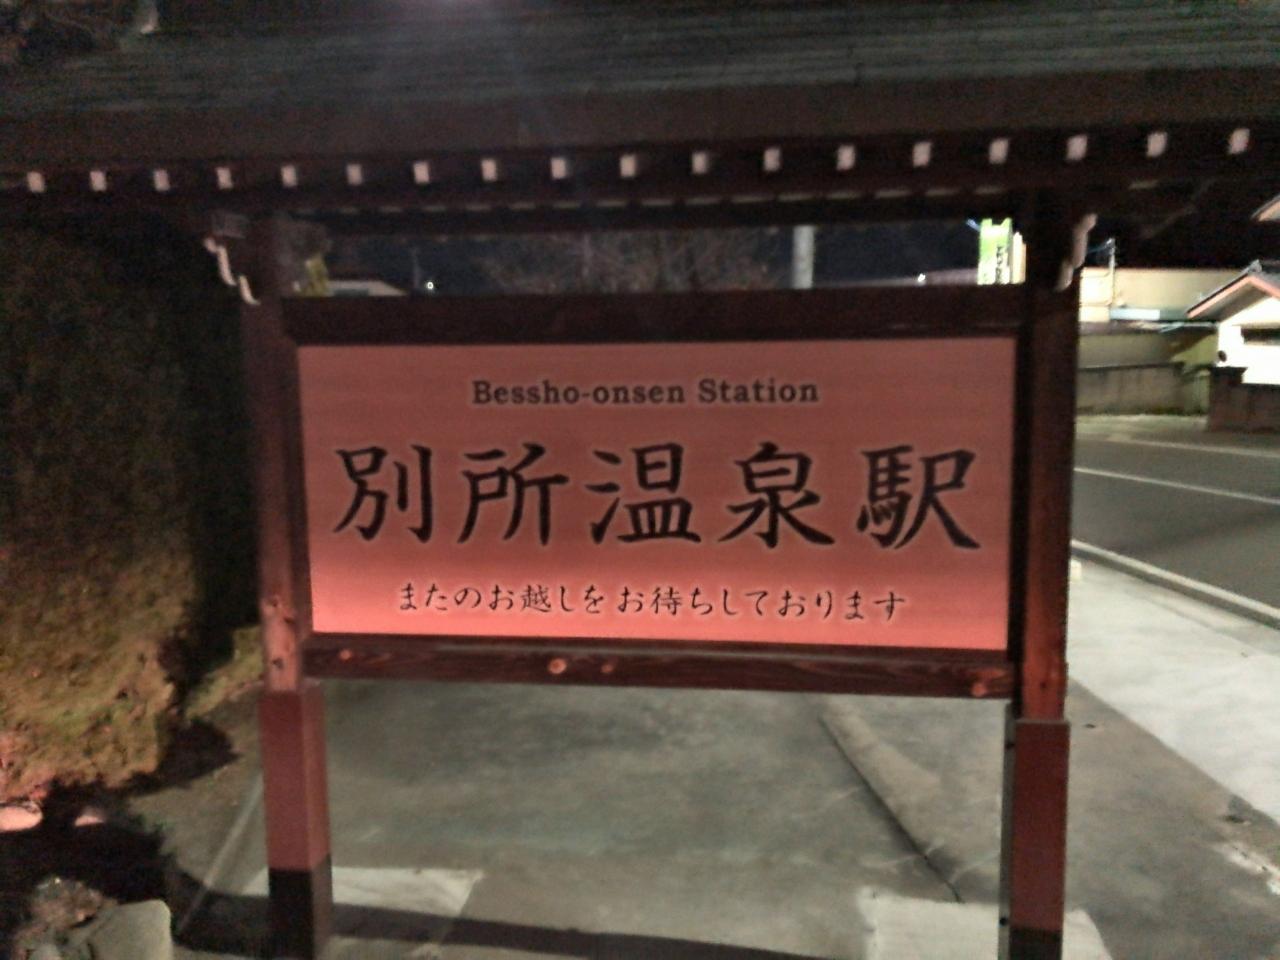 Bessho-onsen Station
別所温泉駅
またのお越しをお待ちしております